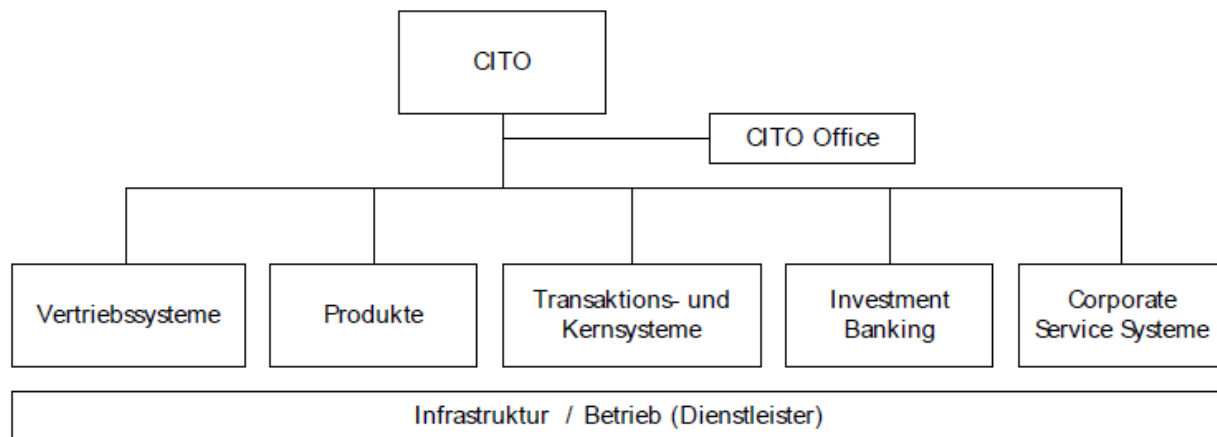 CITO
CITO Office
Vertriebssysteme
Produkte
Transaktions- und
Kernsysteme
Investment
Banking
Corporate
Service Systeme
Infrastruktur / Betrieb (Dienstleister)